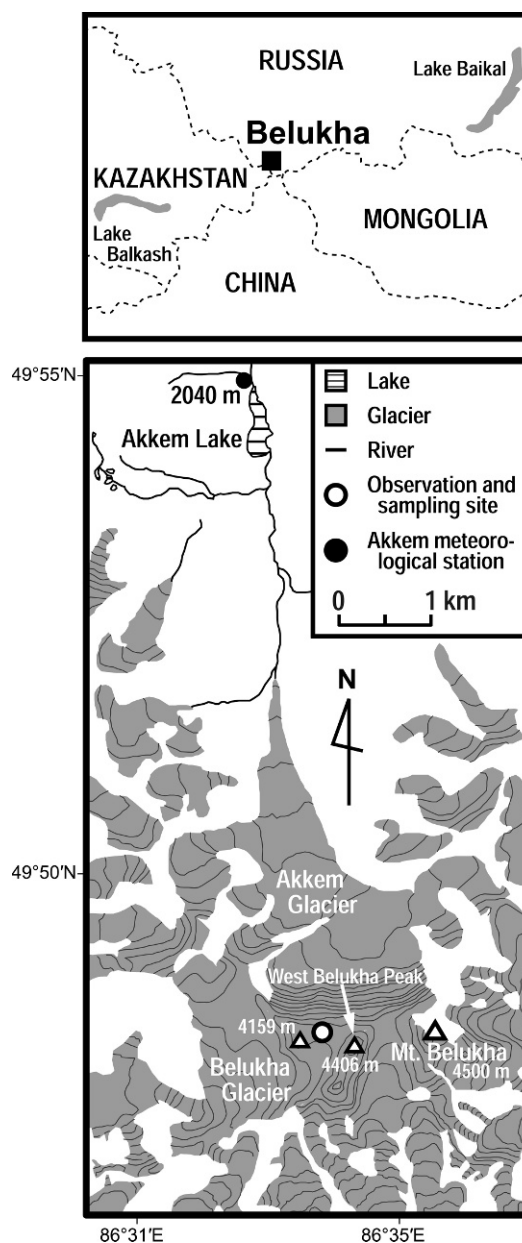 RUSSIA
Lake Baikal
Belukha
KAZAKHSTAN
MONGOLIA
Lake
Balkash
CHINA
49°55'N
2040 m
Akkem Lake
Lake
Glacier
River
Observation and
sampling site
Akkem meteoro-
logical station
0 1 km
N
49°50'N
Akkem
Glacier
West Belukha Peak
4159 m
4406 m
Mt. Belukha
4500 m
Belukha
Glacier
86°31'E
86°35'E